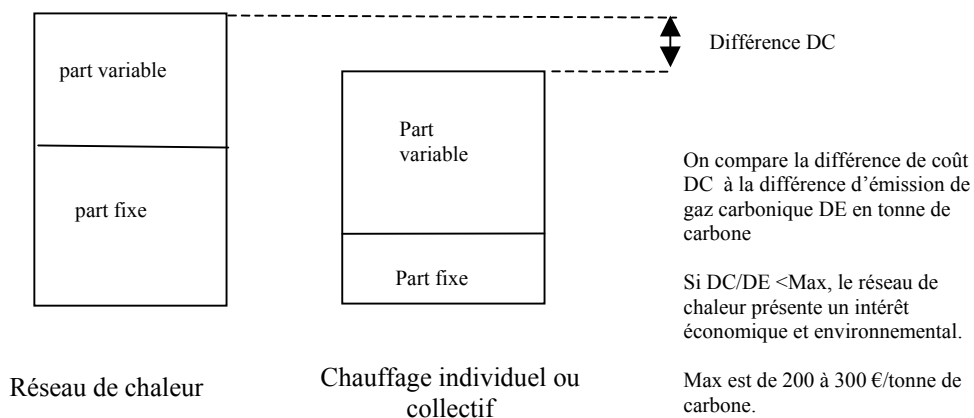 Différence DC
part variable
Part
variable
part fixe
Part fixe
On compare la différence de coût
DC à la différence d’émission de
gaz carbonique DE en tonne de
carbone
Si DC/DE <Max, le réseau de
chaleur présente un intérêt
économique et environnemental.
Max est de 200 à 300 €/tonne de
carbone.
Réseau de chaleur
Chauffage individuel ou
collectif